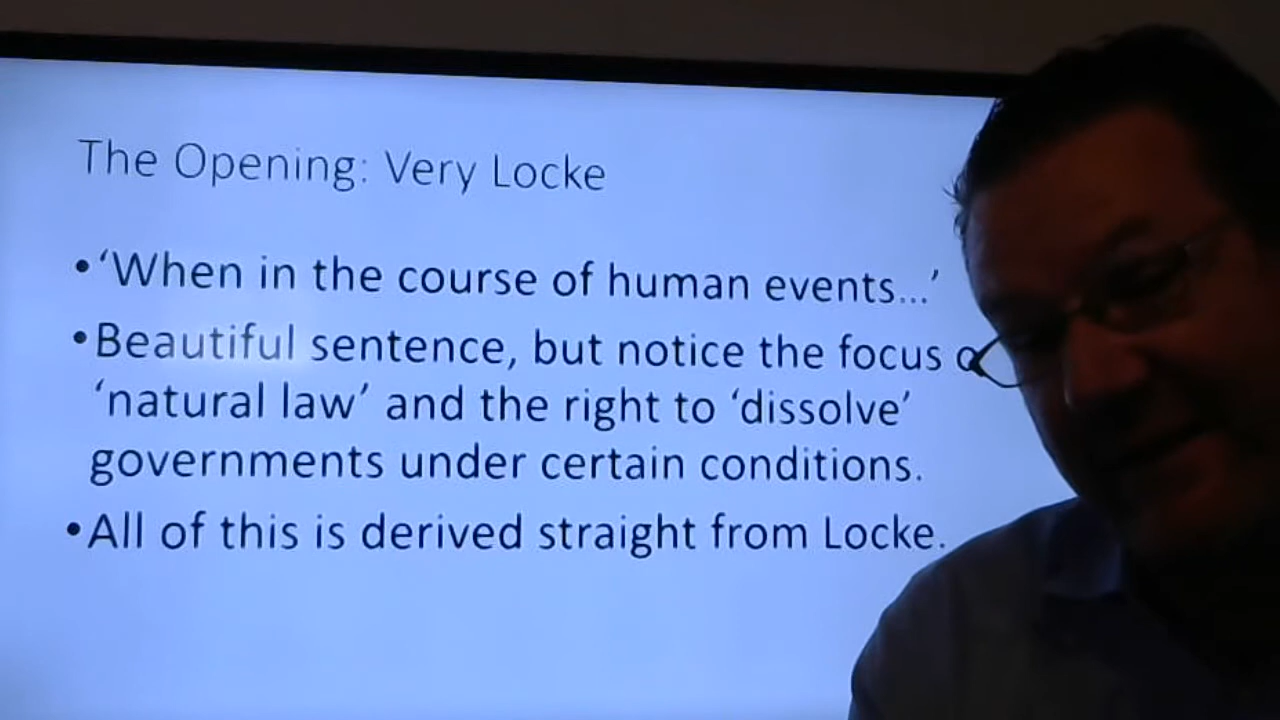 The Opening: Very Locke
•‘When in the course of human events...’
•Beautiful sentence, but notice the focus
‘natural law’ and the right to ‘dissolve’
governments under certain conditions.
•All of this is derived straight from Locke.